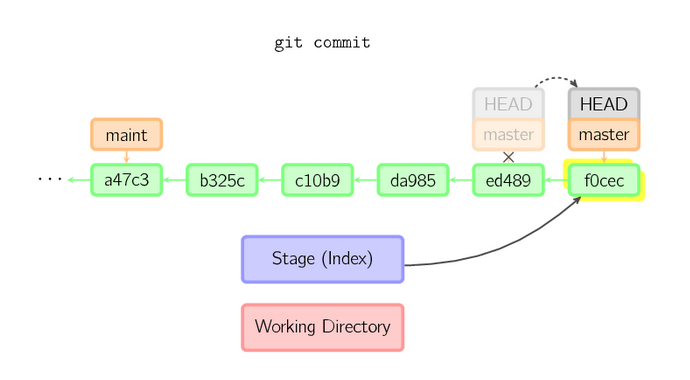 git commit
HEAD HEAD
maint master master
··· a47c3 b325c c10b9 da985 ed489 f0cec
Stage (Index)
Working Directory